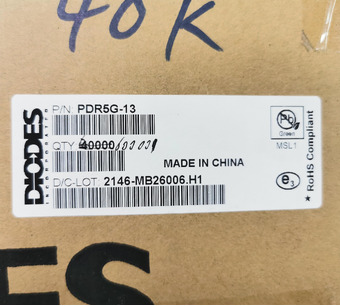 40K
DIODES
INCORPORATED
P/N: PDR5G-13
QTY: 40000
MADE IN CHINA
D/C-LOT: 2146-MB26006.H1
Pb
Green
MSL1
e3
★ RoHS Compliant
ES